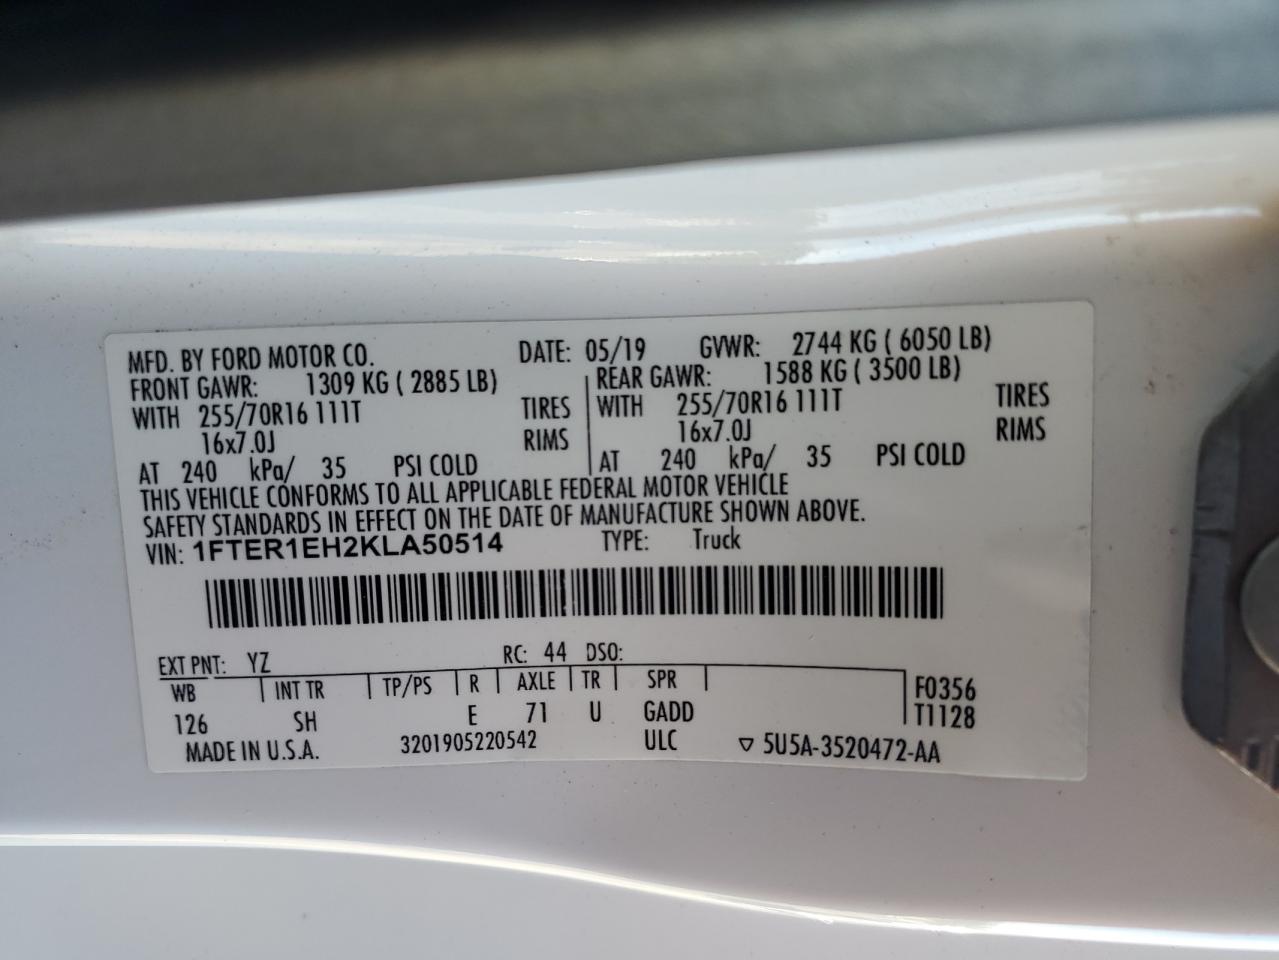 MFD. BY FORD MOTOR CO. DATE: 05/19 GVWR: 2744 KG ( 6050 LB)
FRONT GAWR: 1309 KG ( 2885 LB) REAR GAWR: 1588 KG ( 3500 LB)
WITH 255/70R16 111T TIRES WITH 255/70R16 111T TIRES
16x7.0J RIMS 16x7.0J RIMS
AT 240 kPa/ 35 PSI COLD AT 240 kPa/ 35 PSI COLD
THIS VEHICLE CONFORMS TO ALL APPLICABLE FEDERAL MOTOR VEHICLE
SAFETY STANDARDS IN EFFECT ON THE DATE OF MANUFACTURE SHOWN ABOVE.
VIN: 1FTER1EH2KLA50514 TYPE: Truck
EXT PNT: YZ RC: 44 DSO:
WB INT TR TP/PS R AXLE TR SPR F0356
126 SH E 71 U GADD T1128
MADE IN U.S.A. 3201905220542 ULC ▽ 5U5A-3520472-AA